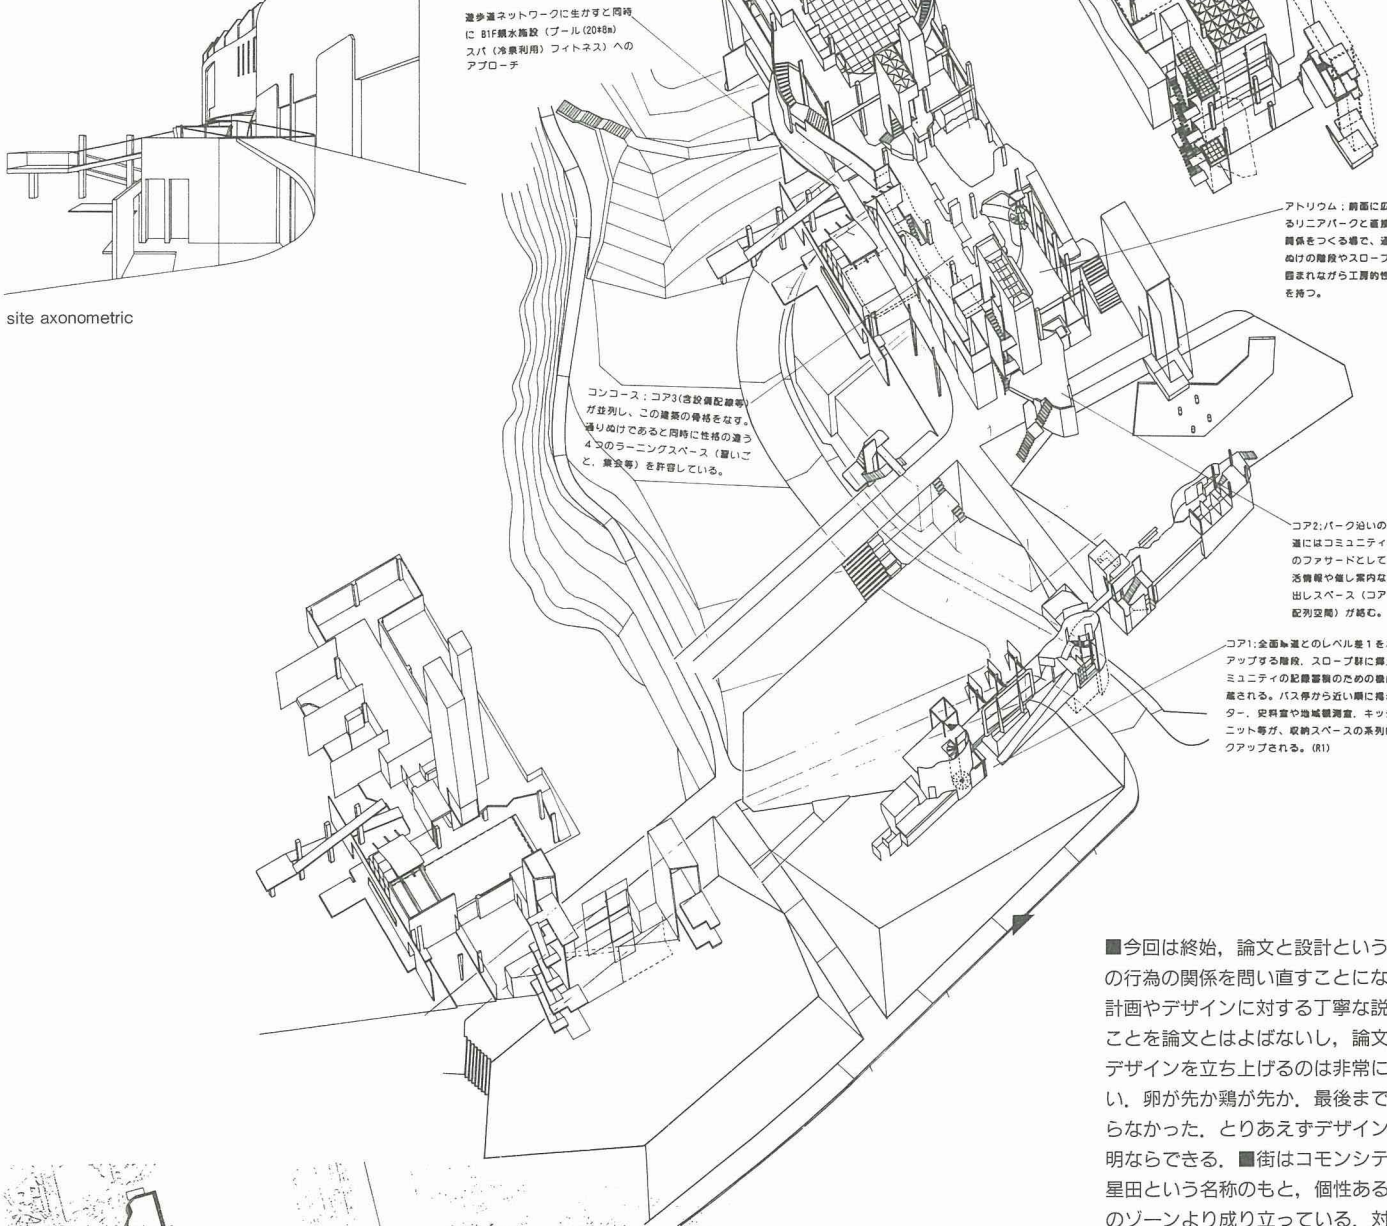 遊歩道ネットワークに生かすと同時
に B1F親水施設（プール(20*8m)
スパ（冷泉利用）フィトネス）への
アプローチ
site axonometric
アトリウム；前面に広
るリニアパークと直接
関係をつくる場で、通
ぬけの階段やスロープ
囲まれながら工房的性
を持つ。
コンコース；コア3(含設備配線等)
が並列し、この建築の骨格をなす。
通りぬけであると同時に性格の違う
４つのラーニングスペース（習いご
と、集会等）を許容している。
コア2;パーク沿いの
道にはコミュニティ
のファサードとして
活情報や催し案内な
出しスペース（コア
配列空間）が絡む。
コア1;全面歩道とのレベル差1を
アップする階段、スロープ群に
ミュニティの記録蓄積のための
蔵される。バス停から近い順に
ター、史料室や地域観測室、キッ
ニット等が、収納スペースの系列
クアップされる。(R1)
■今回は終始，論文と設計という
の行為の関係を問い直すことにな
計画やデザインに対する丁寧な説
ことを論文とはよばないし，論文
デザインを立ち上げるのは非常に
い．卵が先か鶏が先か．最後まで
らなかった．とりあえずデザイン
明ならできる．■街はコモンシテ
星田という名称のもと，個性ある
のゾーンより成り立っている．対